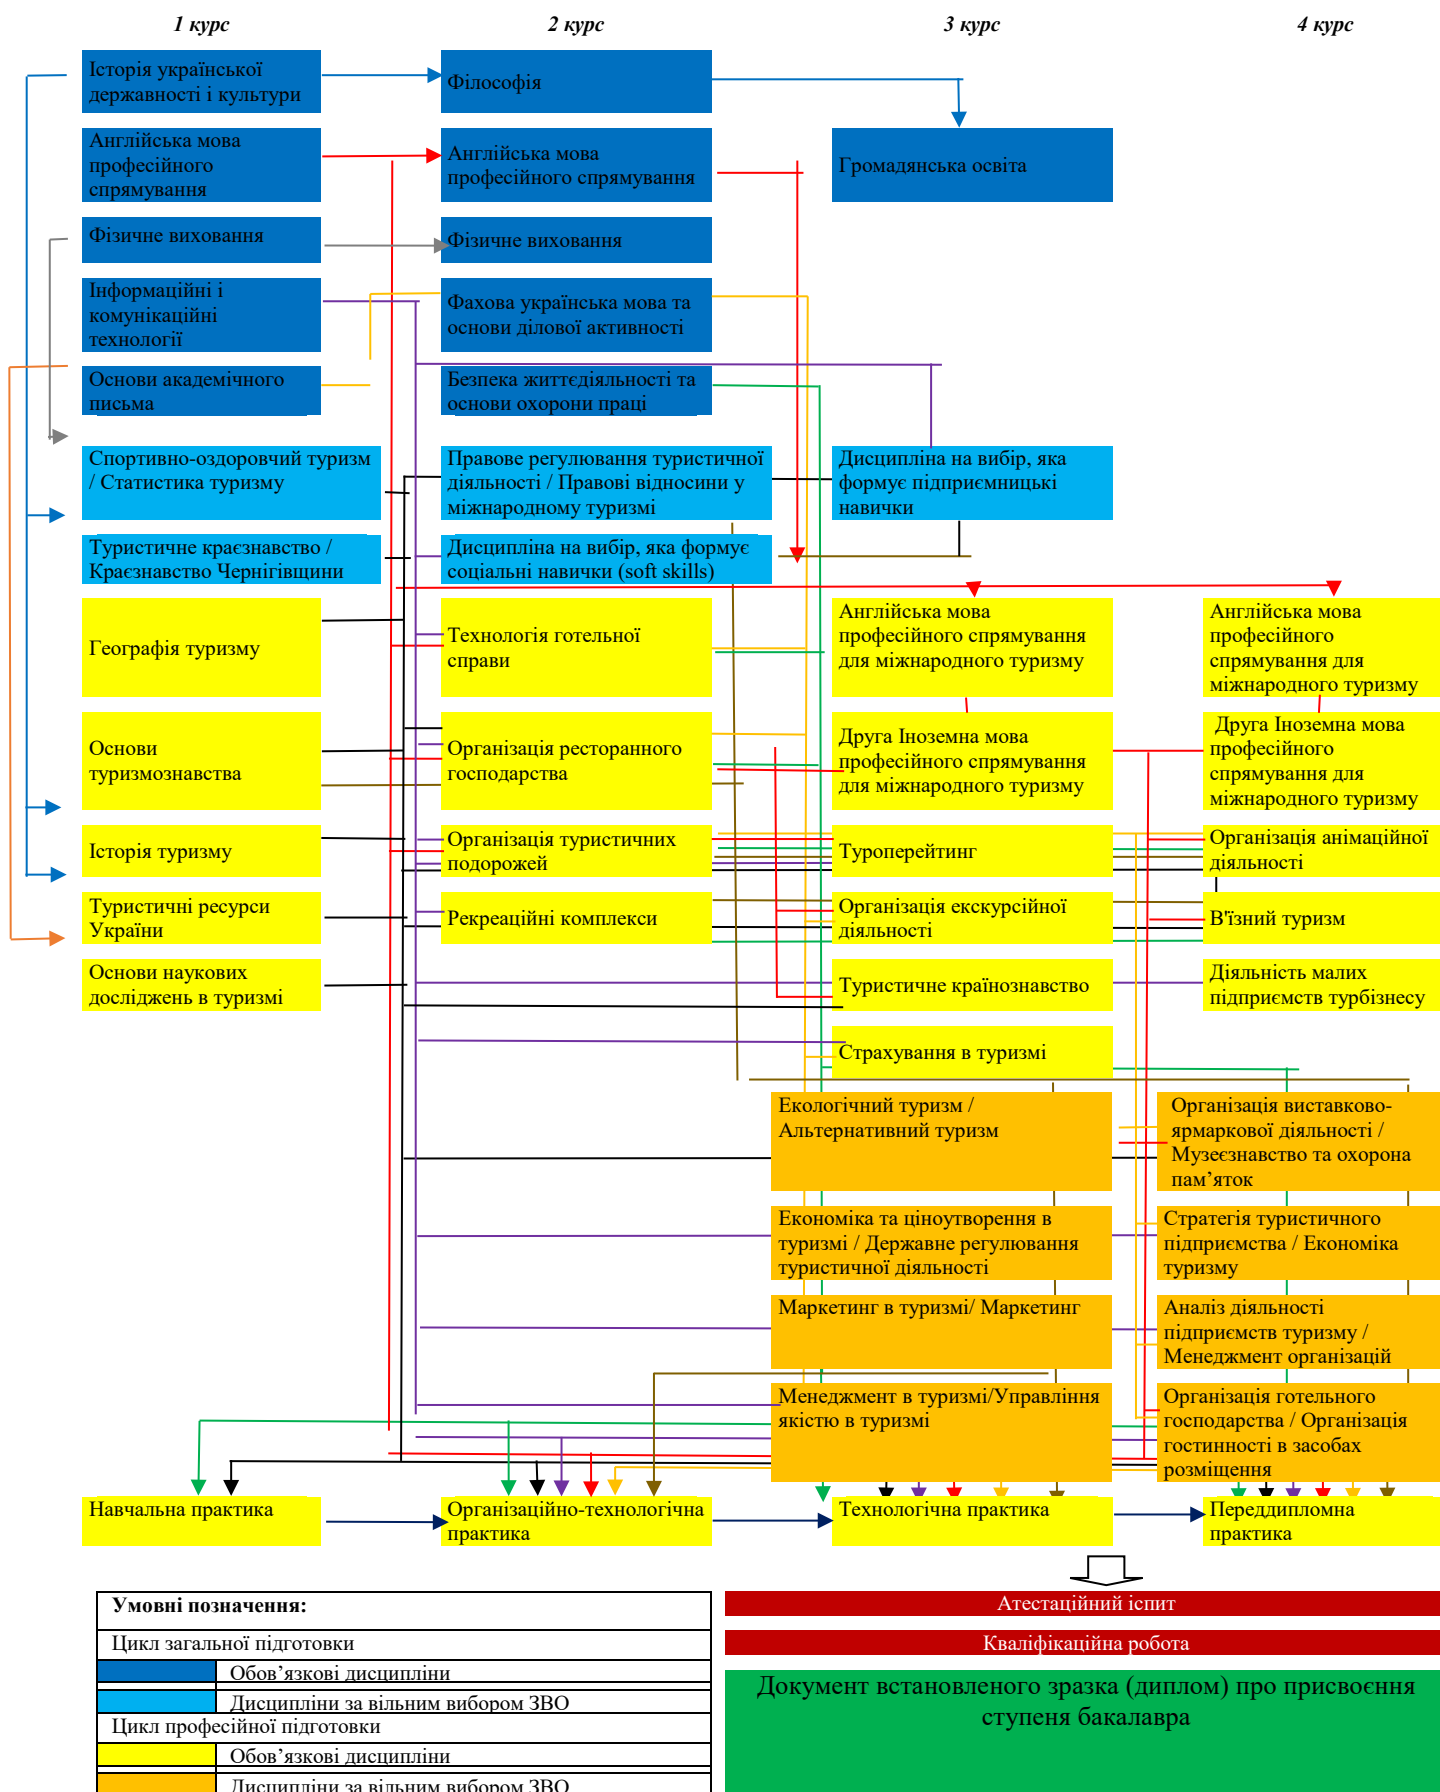 1 курс
2 курс
3 курс
4 курс
Історія української
державності і культури
Філософія
Англійська мова
професійного
спрямування
Англійська мова
професійного спрямування
Громадянська освіта
Фізичне виховання
Фізичне виховання
Інформаційні і
комунікаційні
технології
Фахова українська мова та
основи ділової активності
Основи академічного
письма
Безпека життєдіяльності та
основи охорони праці
Спортивно-оздоровчий туризм
/ Статистика туризму
Правове регулювання туристичної
діяльності / Правові відносини у
міжнародному туризмі
Дисципліна на вибір, яка
формує підприємницькі
навички
Туристичне краєзнавство /
Краєзнавство Чернігівщини
Дисципліна на вибір, яка формує
соціальні навички (soft skills)
Географія туризму
Технологія готельної
справи
Англійська мова
професійного спрямування
для міжнародного туризму
Англійська мова
професійного
спрямування для
міжнародного туризму
Основи
туризмознавства
Організація ресторанного
господарства
Друга Іноземна мова
професійного спрямування
для міжнародного туризму
Друга Іноземна мова
професійного
спрямування для
міжнародного туризму
Історія туризму
Організація туристичних
подорожей
Туроперейтинг
Організація анімаційної
діяльності
Туристичні ресурси
України
Рекреаційні комплекси
Організація екскурсійної
діяльності
В'їзний туризм
Основи наукових
досліджень в туризмі
Туристичне країнознавство
Діяльність малих
підприємств турбізнесу
Страхування в туризмі
Екологічний туризм /
Альтернативний туризм
Організація виставково-
ярмаркової діяльності /
Музеєзнавство та охорона
пам’яток
Економіка та ціноутворення в
туризмі / Державне регулювання
туристичної діяльності
Стратегія туристичного
підприємства / Економіка
туризму
Маркетинг в туризмі/ Маркетинг
Аналіз діяльності
підприємств туризму /
Менеджмент організацій
Менеджмент в туризмі/Управління
якістю в туризмі
Організація готельного
господарства / Організація
гостинності в засобах
розміщення
Навчальна практика
Організаційно-технологічна
практика
Технологічна практика
Переддипломна
практика
Умовні позначення:
Цикл загальної підготовки
Обов’язкові дисципліни
Дисципліни за вільним вибором ЗВО
Цикл професійної підготовки
Обов’язкові дисципліни
Дисципліни за вільним вибором ЗВО
Атестаційний іспит
Кваліфікаційна робота
Документ встановленого зразка (диплом) про присвоєння
ступеня бакалавра